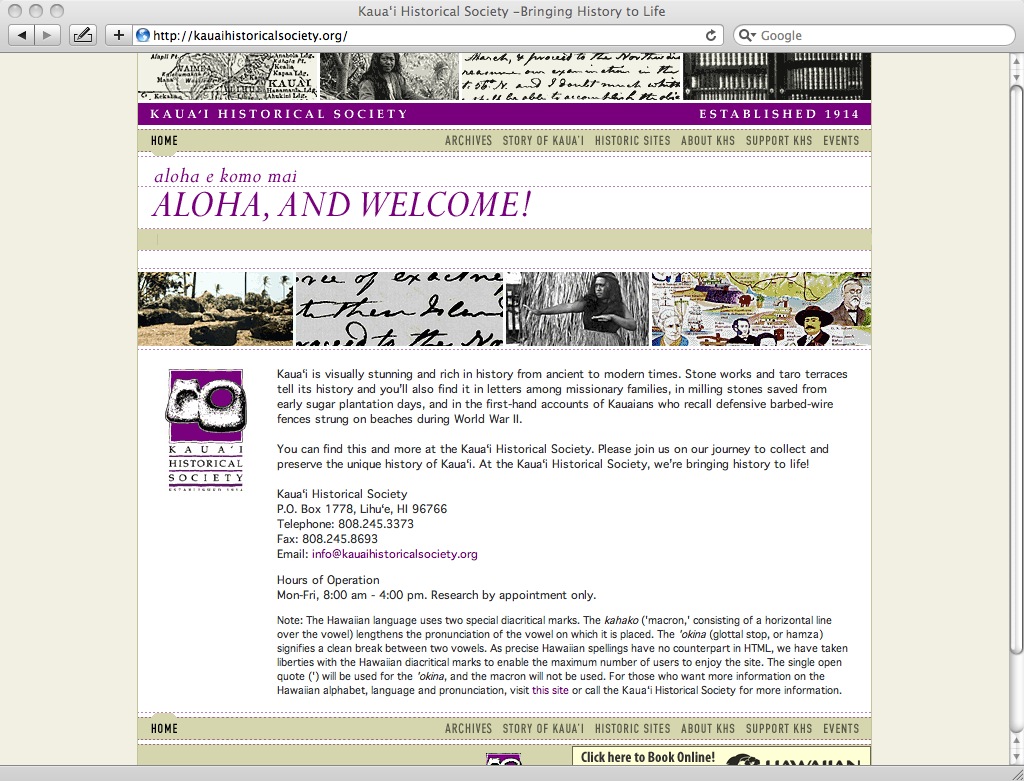 Kauaʻi Historical Society –Bringing History to Life
http://kauaihistoricalsociety.org/
Google
KAUAʻI HISTORICAL SOCIETY ESTABLISHED 1914
HOME ARCHIVES STORY OF KAUA'I HISTORIC SITES ABOUT KHS SUPPORT KHS EVENTS
aloha e komo mai
ALOHA, AND WELCOME!
Kauaʻi is visually stunning and rich in history from ancient to modern times. Stone works and taro terraces
tell its history and you’ll also find it in letters among missionary families, in milling stones saved from
early sugar plantation days, and in the first-hand accounts of Kauaians who recall defensive barbed-wire
fences strung on beaches during World War II.
You can find this and more at the Kaua‘i Historical Society. Please join us on our journey to collect and
preserve the unique history of Kaua‘i. At the Kaua‘i Historical Society, we’re bringing history to life!
KAUA‘I
HISTORICAL
SOCIETY
ESTABLISHED 1914
Kaua‘i Historical Society
P.O. Box 1778, Lihu‘e, HI 96766
Telephone: 808.245.3373
Fax: 808.245.8693
Email: info@kauaihistoricalsociety.org
Hours of Operation
Mon-Fri, 8:00 am - 4:00 pm. Research by appointment only.
Note: The Hawaiian language uses two special diacritical marks. The kahako ('macron,' consisting of a horizontal line
over the vowel) lengthens the pronunciation of the vowel on which it is placed. The 'okina (glottal stop, or hamza)
signifies a clean break between two vowels. As precise Hawaiian spellings have no counterpart in HTML, we have taken
liberties with the Hawaiian diacritical marks to enable the maximum number of users to enjoy the site. The single open
quote (') will be used for the 'okina, and the macron will not be used. For those who want more information on the
Hawaiian alphabet, language and pronunciation, visit this site or call the Kaua‘i Historical Society for more information.
HOME ARCHIVES STORY OF KAUA'I HISTORIC SITES ABOUT KHS SUPPORT KHS EVENTS
Click here to Book Online!
HAWAIIAN